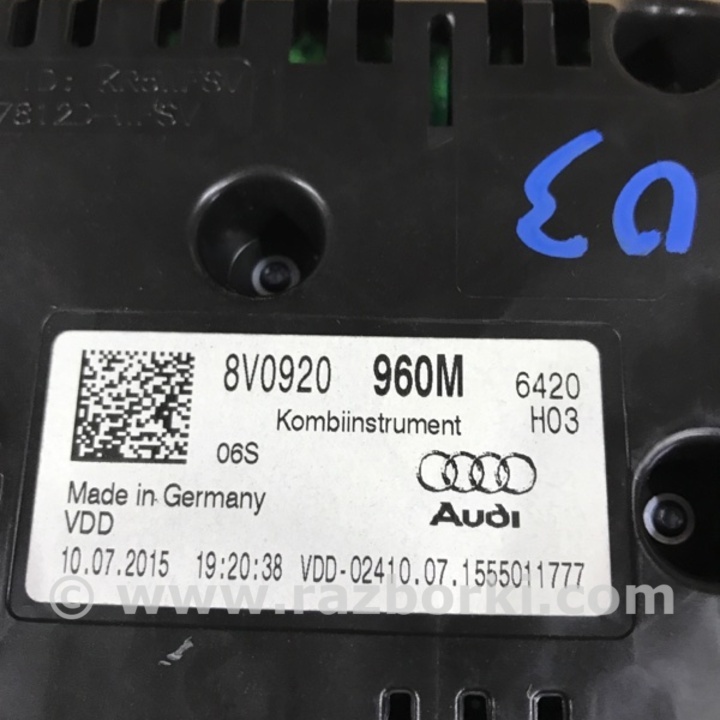 ID:
8V0920 960M 6420
Kombiinstrument H03
06S
Made in Germany
Audi
VDD
10.07.2015 19:20:38 VDD-02410.07.1555011777
© www.razborki.com